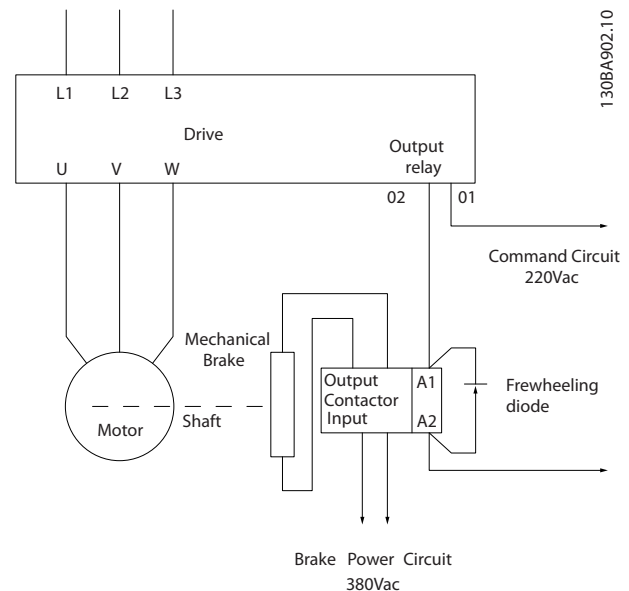 130BA902.10
L1 L2 L3
Drive
Output
relay
U V W
02 01
Command Circuit
220Vac
Mechanical
Brake
Output
Contactor
Input
A1
A2
Frewheeling
diode
Shaft
Motor
Brake Power Circuit
380Vac